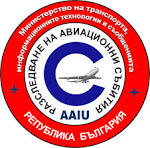 Министерство на транспорта,
информационните технологии и съобщенията
РАЗСЛЕДВАНЕ НА АВИАЦИОННИ СЪБИТИЯ
AAIU
РЕПУБЛИКА БЪЛГАРИЯ